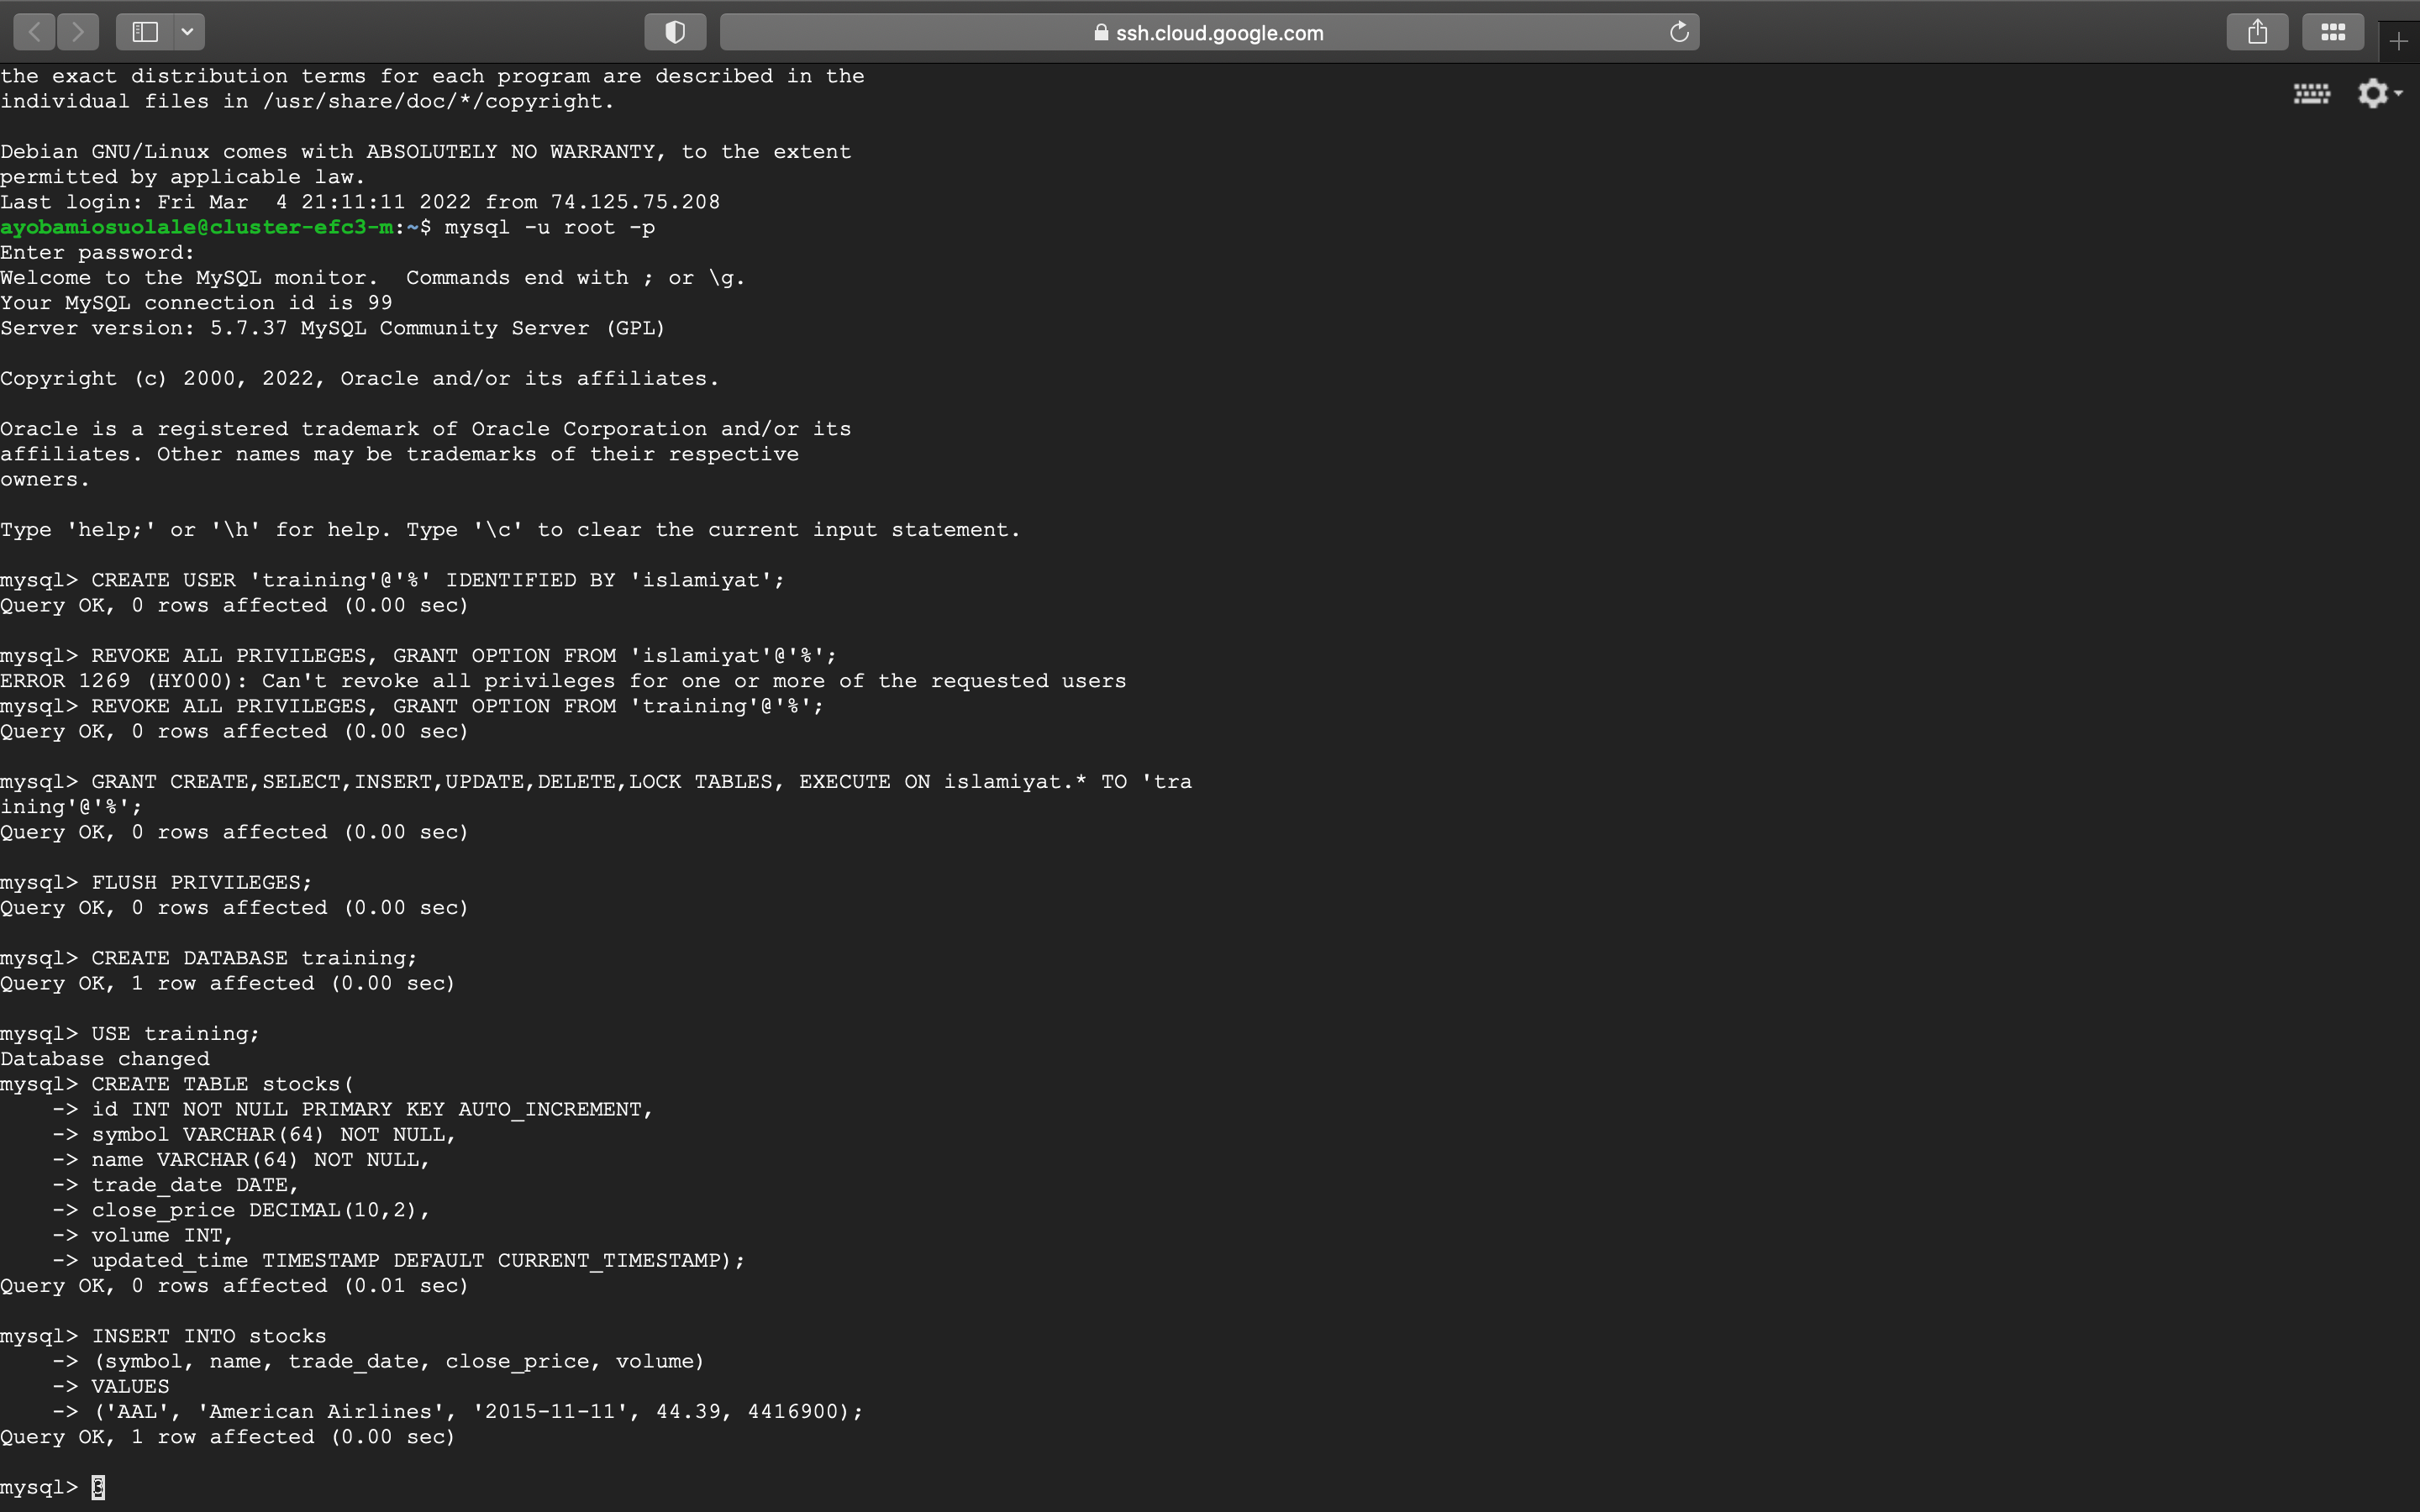 ssh.cloud.google.com
the exact distribution terms for each program are described in the
individual files in /usr/share/doc/*/copyright.

Debian GNU/Linux comes with ABSOLUTELY NO WARRANTY, to the extent
permitted by applicable law.
Last login: Fri Mar  4 21:11:11 2022 from 74.125.75.208
ayobamiosuolale@cluster-efc3-m:~$ mysql -u root -p
Enter password:
Welcome to the MySQL monitor.  Commands end with ; or \g.
Your MySQL connection id is 99
Server version: 5.7.37 MySQL Community Server (GPL)

Copyright (c) 2000, 2022, Oracle and/or its affiliates.

Oracle is a registered trademark of Oracle Corporation and/or its
affiliates. Other names may be trademarks of their respective
owners.

Type 'help;' or '\h' for help. Type '\c' to clear the current input statement.

mysql> CREATE USER 'training'@'%' IDENTIFIED BY 'islamiyat';
Query OK, 0 rows affected (0.00 sec)

mysql> REVOKE ALL PRIVILEGES, GRANT OPTION FROM 'islamiyat'@'%';
ERROR 1269 (HY000): Can't revoke all privileges for one or more of the requested users
mysql> REVOKE ALL PRIVILEGES, GRANT OPTION FROM 'training'@'%';
Query OK, 0 rows affected (0.00 sec)

mysql> GRANT CREATE,SELECT,INSERT,UPDATE,DELETE,LOCK TABLES, EXECUTE ON islamiyat.* TO 'tra
ining'@'%';
Query OK, 0 rows affected (0.00 sec)

mysql> FLUSH PRIVILEGES;
Query OK, 0 rows affected (0.00 sec)

mysql> CREATE DATABASE training;
Query OK, 1 row affected (0.00 sec)

mysql> USE training;
Database changed
mysql> CREATE TABLE stocks(
    -> id INT NOT NULL PRIMARY KEY AUTO_INCREMENT,
    -> symbol VARCHAR(64) NOT NULL,
    -> name VARCHAR(64) NOT NULL,
    -> trade_date DATE,
    -> close_price DECIMAL(10,2),
    -> volume INT,
    -> updated_time TIMESTAMP DEFAULT CURRENT_TIMESTAMP);
Query OK, 0 rows affected (0.01 sec)

mysql> INSERT INTO stocks
    -> (symbol, name, trade_date, close_price, volume)
    -> VALUES
    -> ('AAL', 'American Airlines', '2015-11-11', 44.39, 4416900);
Query OK, 1 row affected (0.00 sec)

mysql>